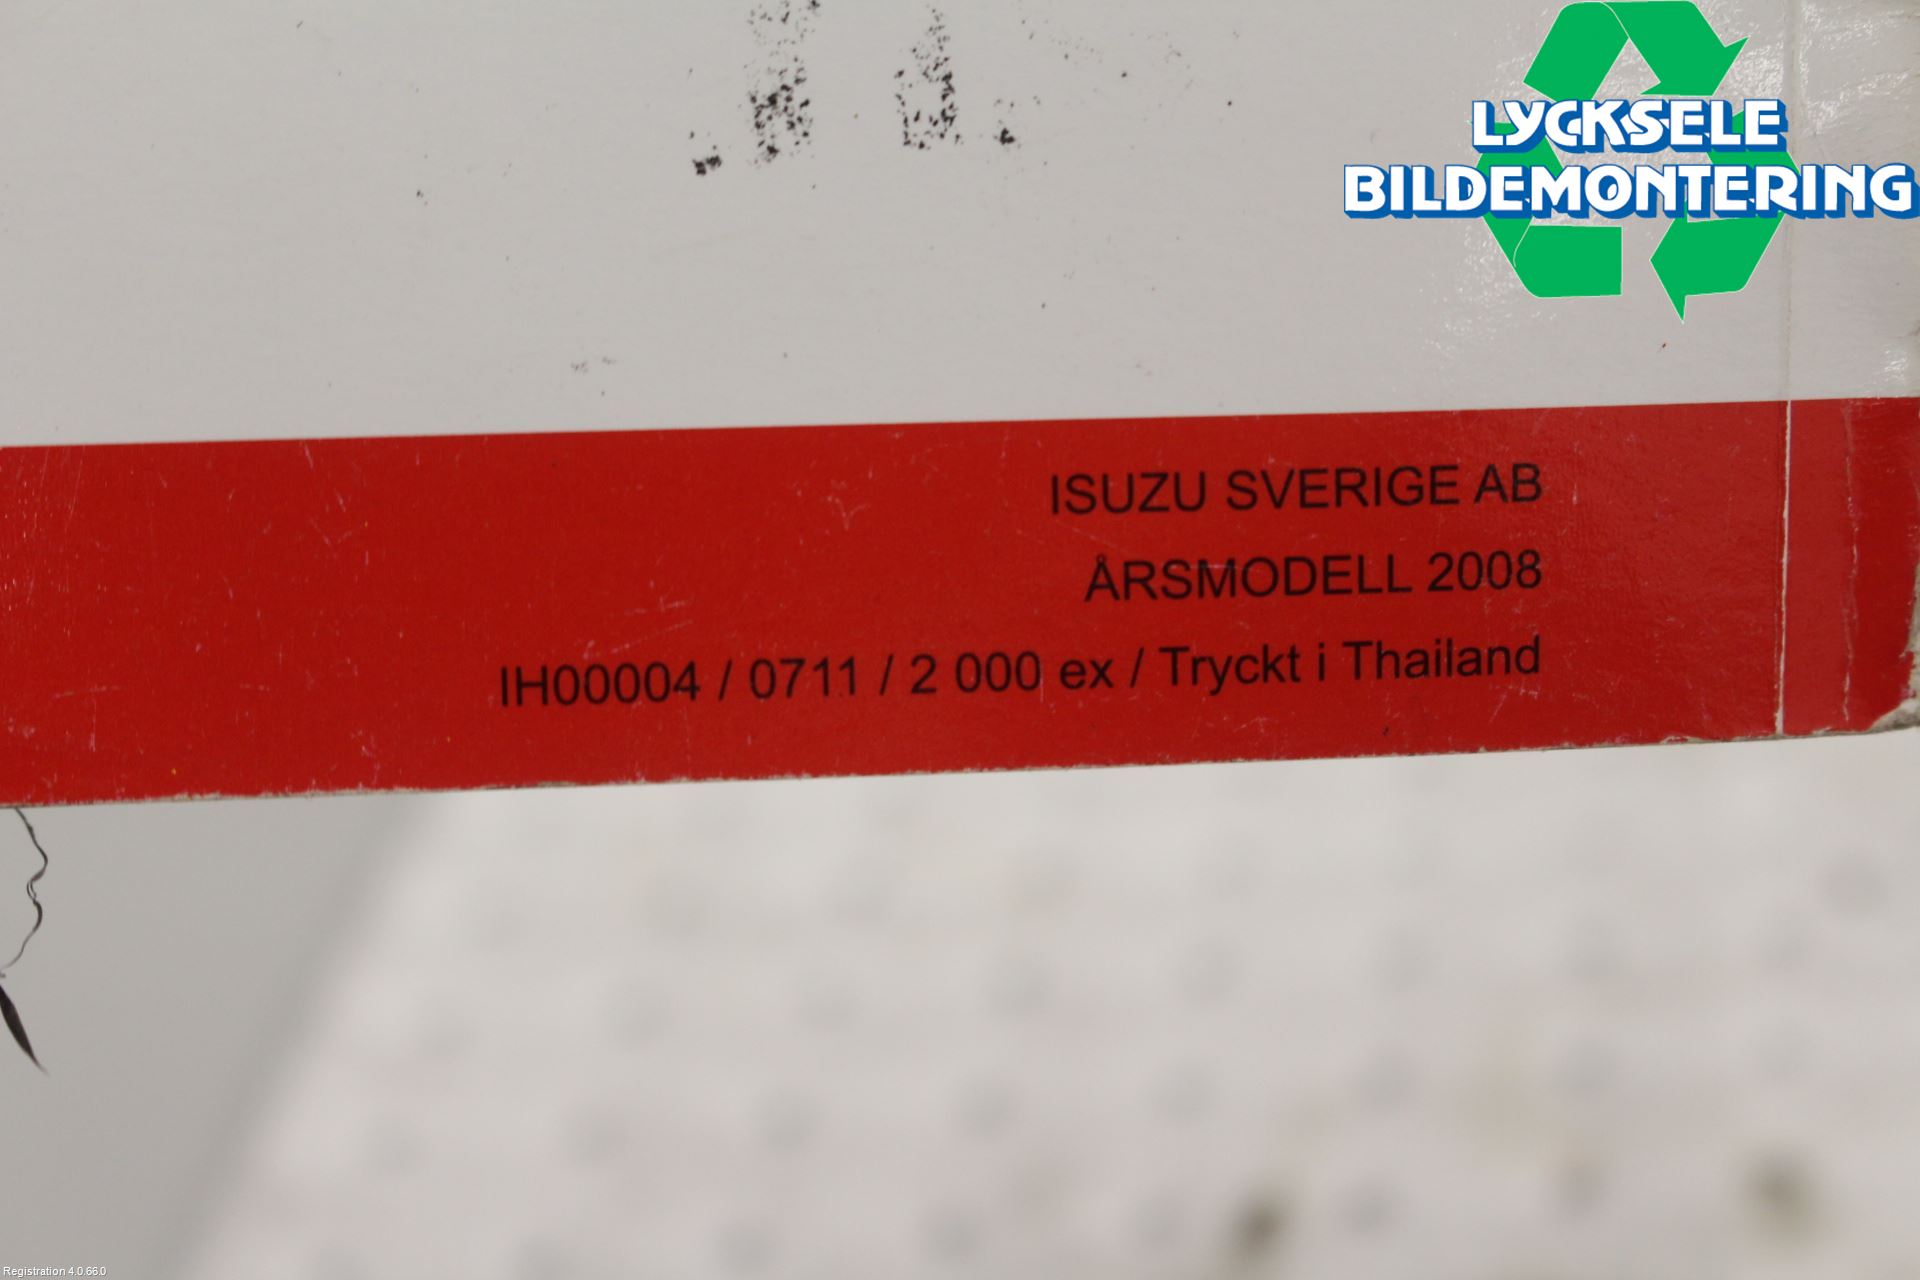 LYCKSELE
BILDEMONTERING
ISUZU SVERIGE AB
ÅRSMODELL 2008
IH00004 / 0711 / 2 000 ex / Tryckt i Thailand
Registration 4.0.66.0